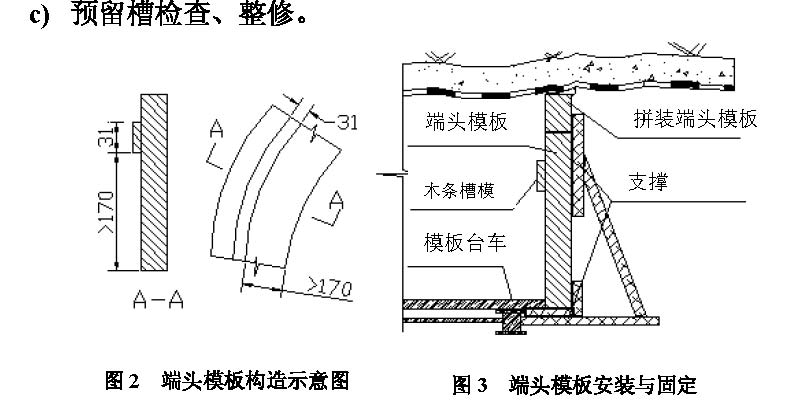 c) 预留槽检查、整修。
31
>170
A-A
A
31
A
>170
端头模板
拼装端头模板
木条槽模
支撑
模板台车
图2 端头模板构造示意图
图3 端头模板安装与固定